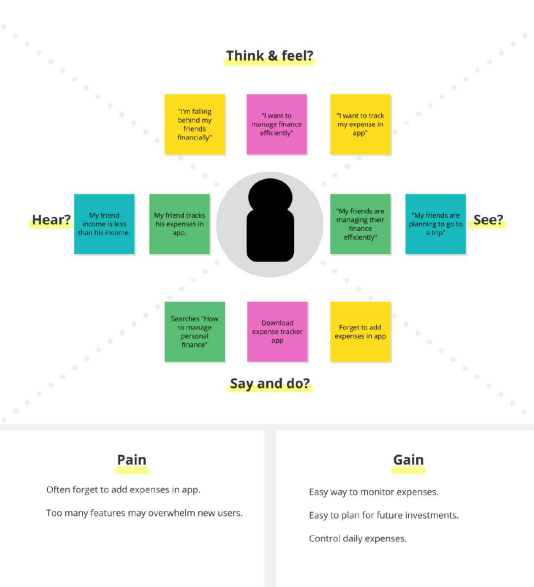 Think & feel?
"I'm falling
behind my
friends
financially"
"I want to
manage finance
efficiently"
"I want to track
my expense in
app"
Hear?
My friend
income is less
than his income.
My friend tracks
his expenses in
app.
"My friends are
managing their
finance
efficiently"
"My friends are
planning to go to
a trip"
See?
Searches "How
to manage
personal
finance"
Download
expense tracker
app
Forget to add
expenses in app
Say and do?
Pain
Often forget to add expenses in app.
Too many features may overwhelm new users.
Gain
Easy way to monitor expenses.
Easy to plan for future investments.
Control daily expenses.